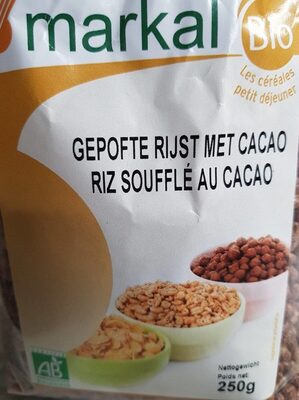 markal
Bio
Les céréales
petit déjeuner
GEPOFTE RIJST MET CACAO
RIZ SOUFFLÉ AU CACAO
AB
Nettogewicht
Poids net:
250g